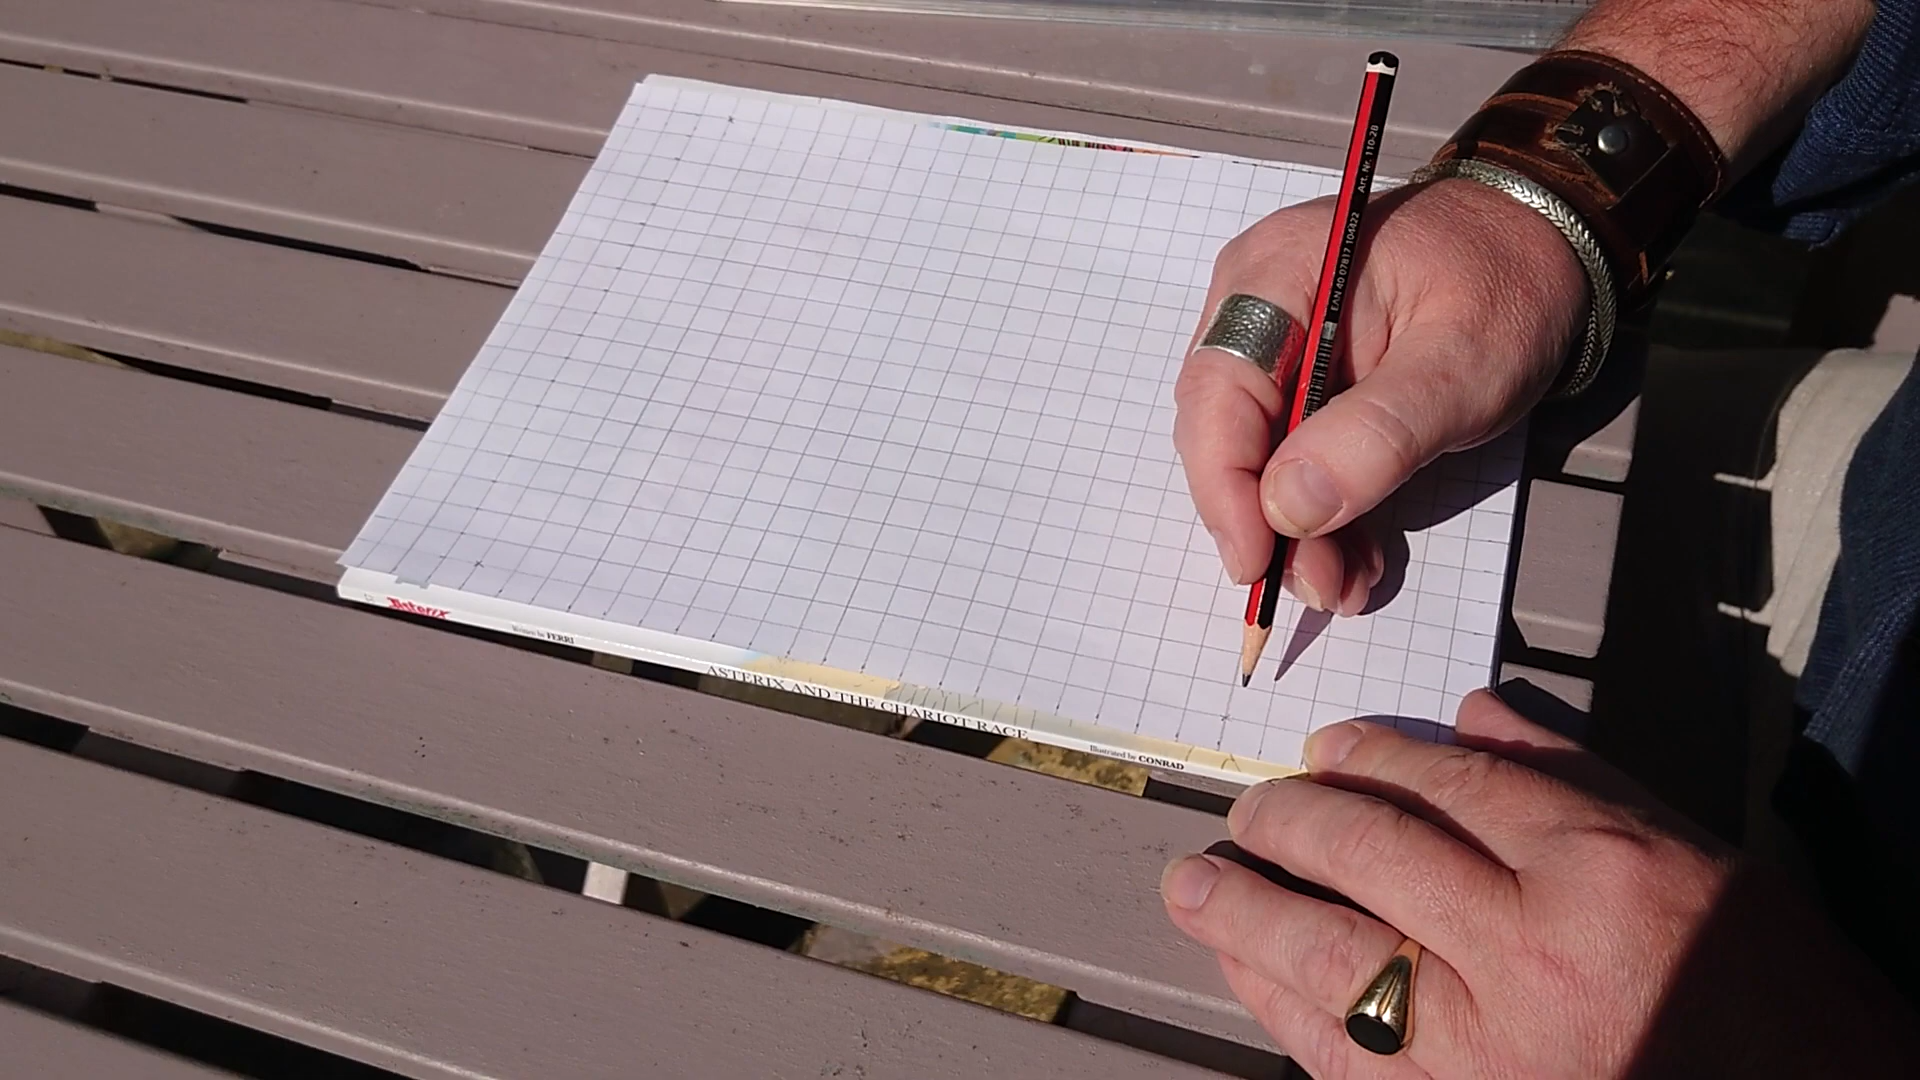 Art. Nr. 110-2B
EAN 40 07817 104422
Asterix
Written by FERRI
ASTERIX AND THE CHARIOT RACE
Illustrated by CONRAD